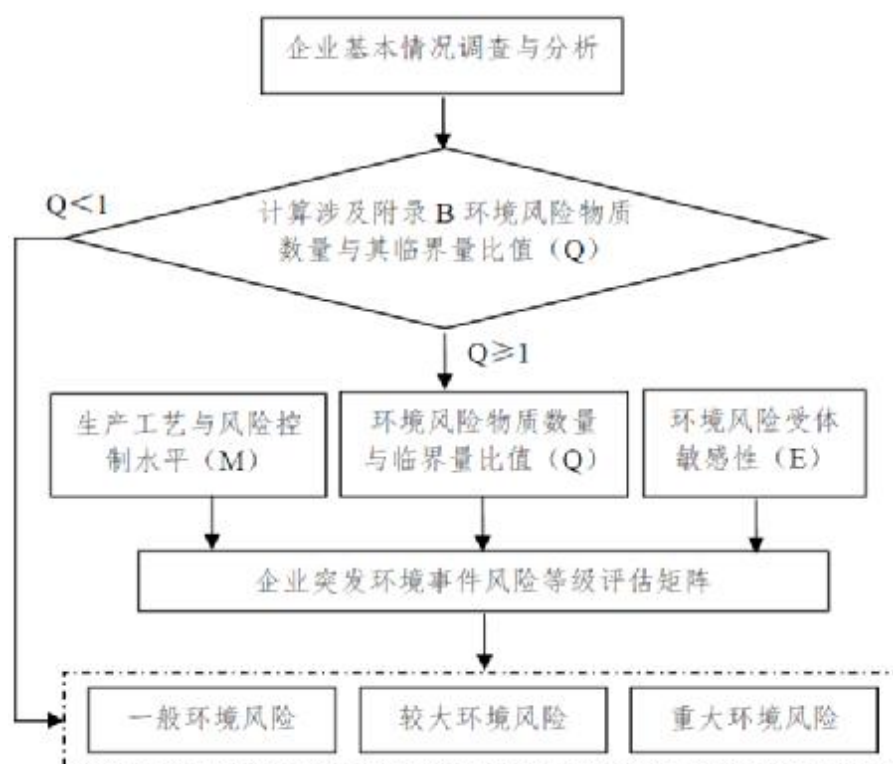 企业基本情况调查与分析
Q＜1
计算涉及附录 B 环境风险物质
数量与其临界量比值（Q）
Q≥1
生产工艺与风险控
制水平（M）
环境风险物质数量
与临界量比值（Q）
环境风险受体
敏感性（E）
企业突发环境事件风险等级评估矩阵
一般环境风险
较大环境风险
重大环境风险